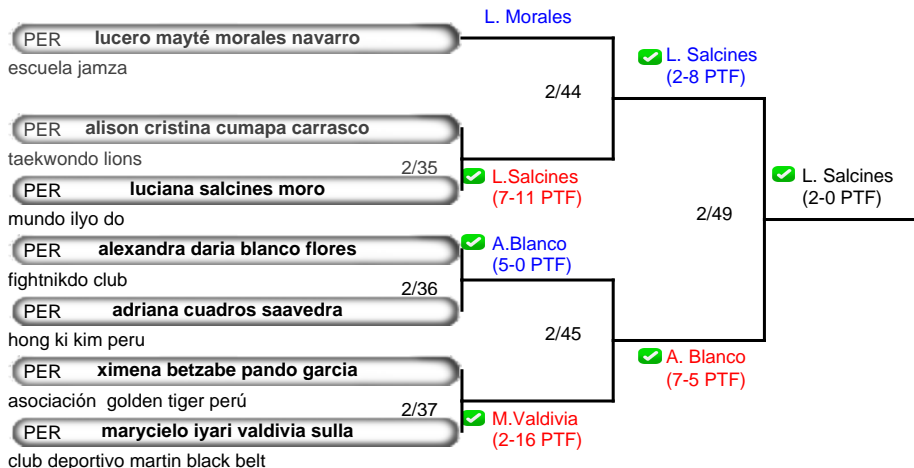 L. Morales
PER lucero mayté morales navarro
escuela jamza
L. Salcines
(2-8 PTF)
2/44
PER alison cristina cumapa carrasco
taekwondo lions
2/35
PER luciana salcines moro
mundo ilyo do
L.Salcines
(7-11 PTF)
L. Salcines
(2-0 PTF)
2/49
PER alexandra daria blanco flores
fightnikdo club
A.Blanco
(5-0 PTF)
2/36
PER adriana cuadros saavedra
hong ki kim peru
2/45
A. Blanco
(7-5 PTF)
PER ximena betzabe pando garcia
asociación golden tiger perú
2/37
PER marycielo iyari valdivia sulla
club deportivo martin black belt
M.Valdivia
(2-16 PTF)